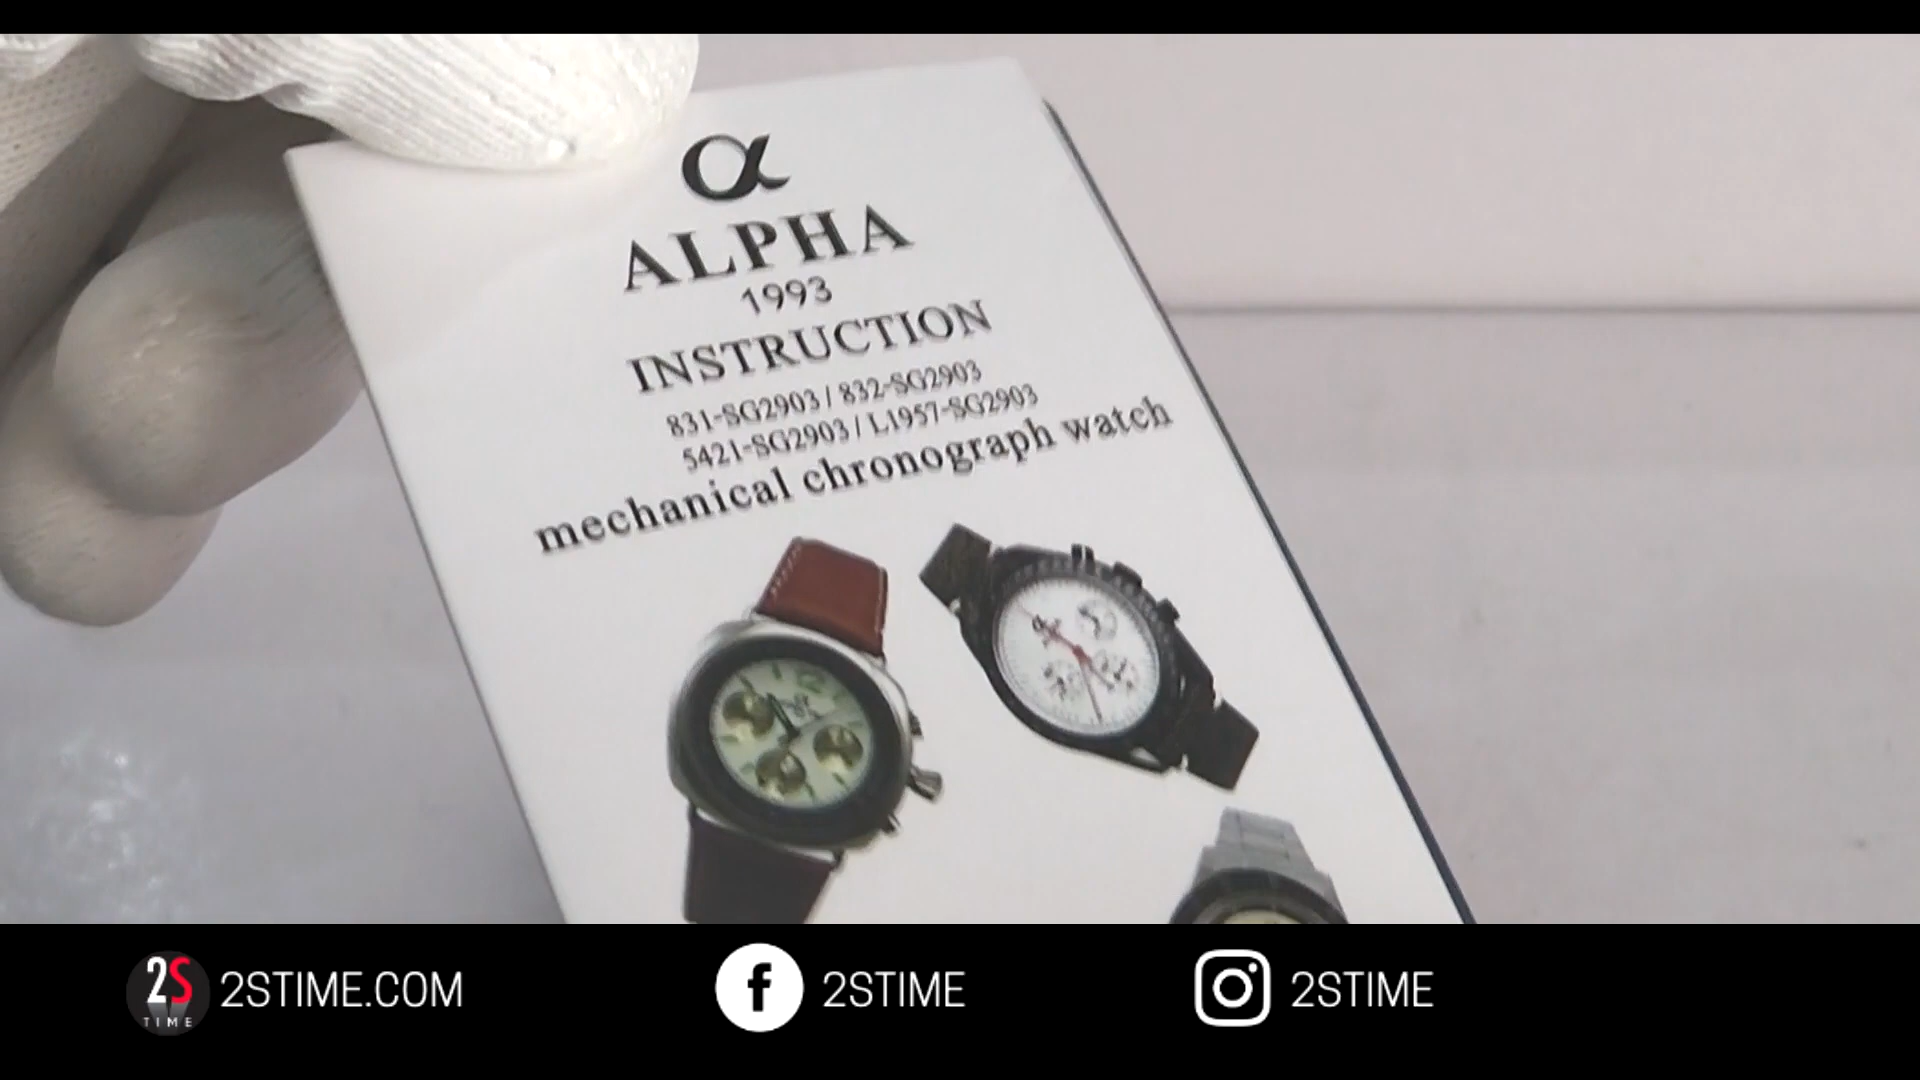 α
ALPHA
1993
INSTRUCTION
831-SG2903 / 832-SG2903
5421-SG2903 / L1957-SG2903
mechanical chronograph watch
2S
TIME
2STIME.COM
2STIME
2STIME